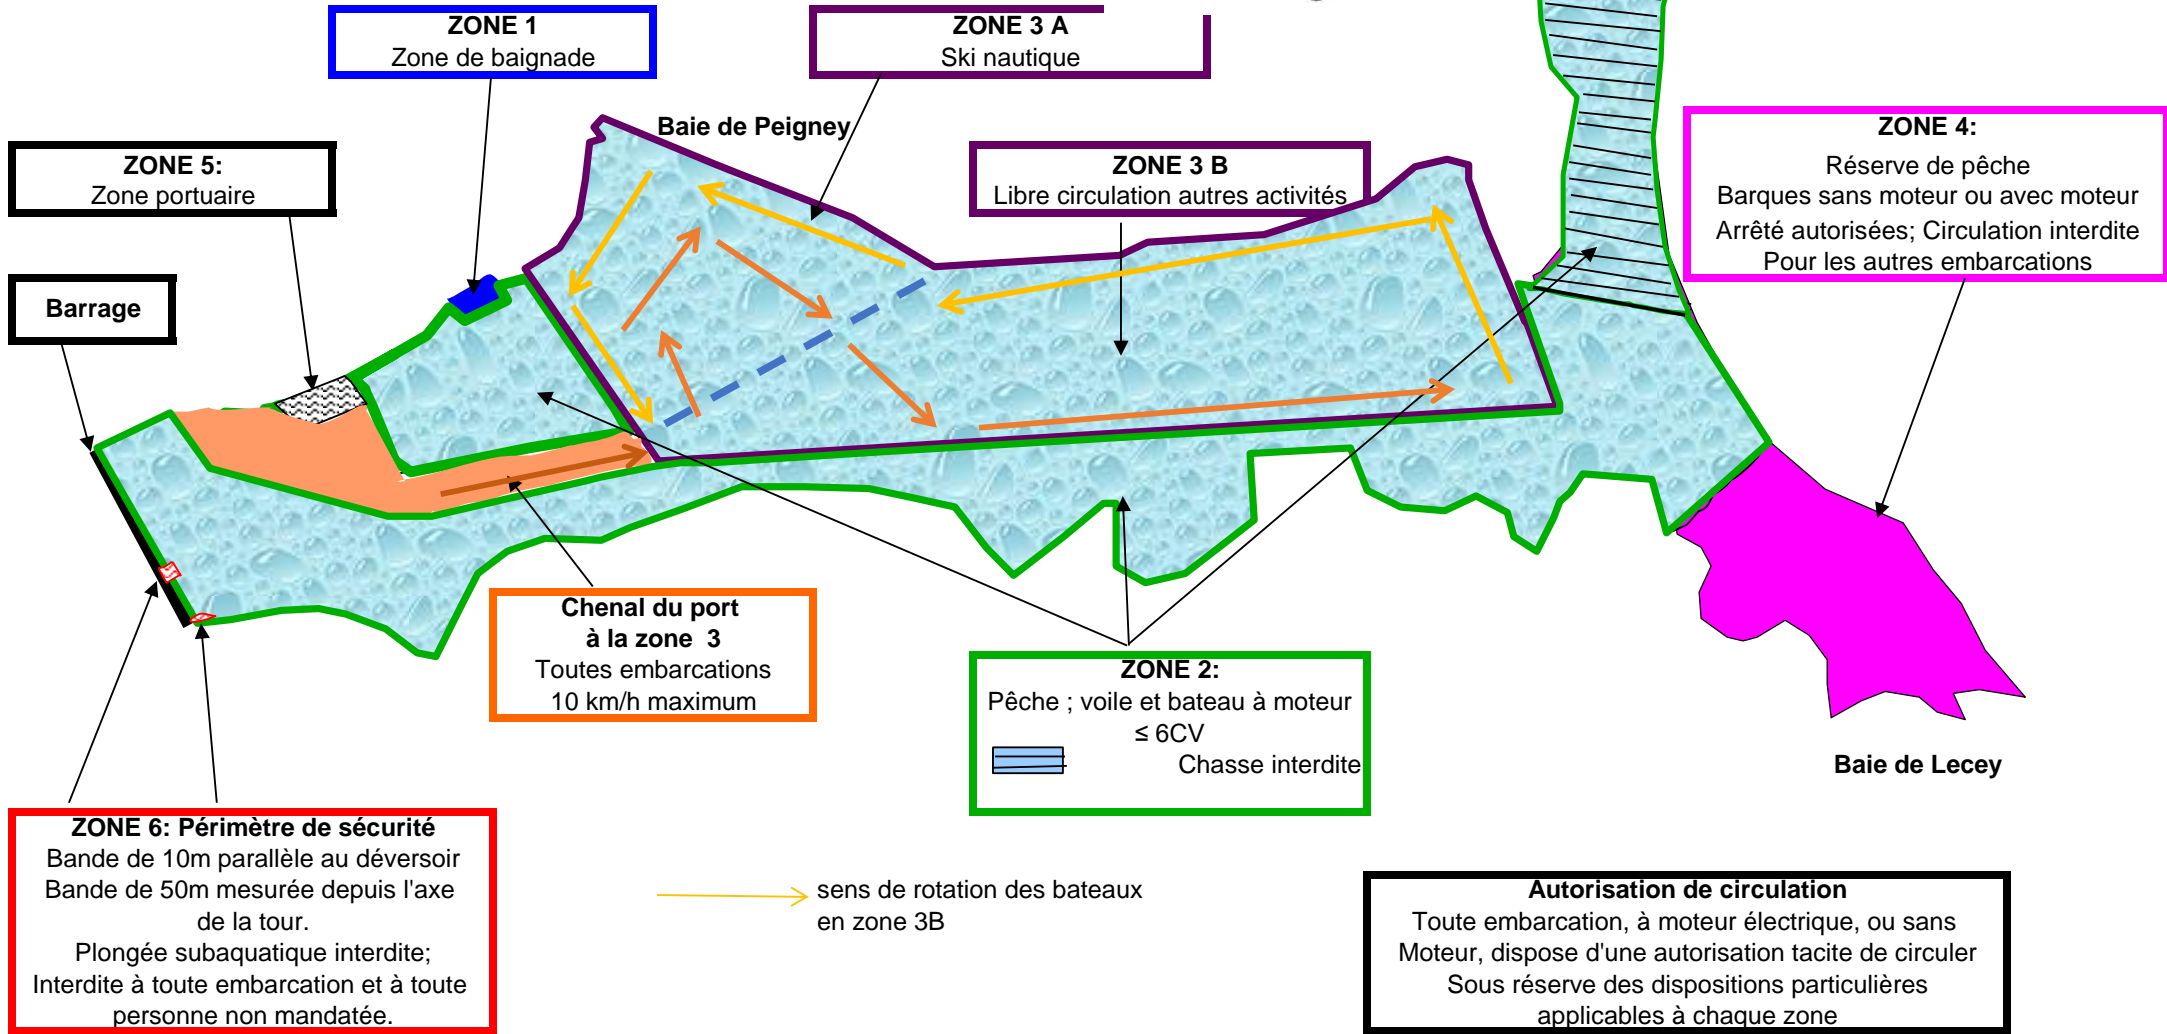 ZONE 1
Zone de baignade
ZONE 3 A
Ski nautique
Baie de Peigney
ZONE 5:
Zone portuaire
ZONE 3 B
Libre circulation autres activités
ZONE 4:
Réserve de pêche
Barques sans moteur ou avec moteur
Arrêté autorisées; Circulation interdite
Pour les autres embarcations
Barrage
Chenal du port
à la zone 3
Toutes embarcations
10 km/h maximum
ZONE 2:
Pêche ; voile et bateau à moteur
≤ 6CV
Chasse interdite
Baie de Lecey
ZONE 6: Périmètre de sécurité
Bande de 10m parallèle au déversoir
Bande de 50m mesurée depuis l'axe
de la tour.
Plongée subaquatique interdite;
Interdite à toute embarcation et à toute
personne non mandatée.
sens de rotation des bateaux
en zone 3B
Autorisation de circulation
Toute embarcation, à moteur électrique, ou sans
Moteur, dispose d'une autorisation tacite de circuler
Sous réserve des dispositions particulières
applicables à chaque zone